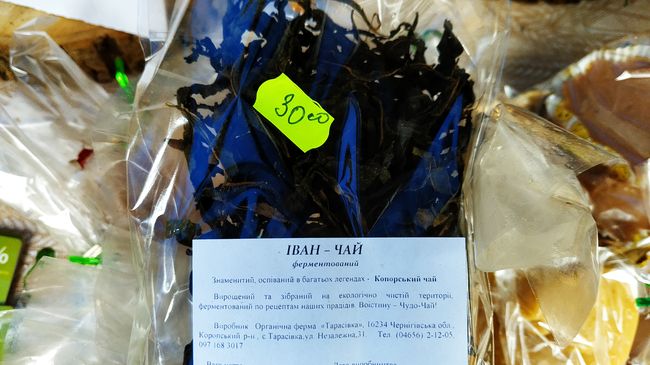 30 00
ІВАН – ЧАЙ
ферментований
Знаменитий, оспіваний в багатьох легендах - Копорський чай
Вирощений та зібраний на екологічно чистій території,
ферментований по рецептам наших прадідів. Воістину – Чудо-Чай!
Виробник Органічна ферма «Тарасівка», 16234 Чернігівська обл.,
Коропський р-н , с Тарасівка,ул. Незалежна,31. Тел. (04656) 2-12-05.
097 168 3017
%